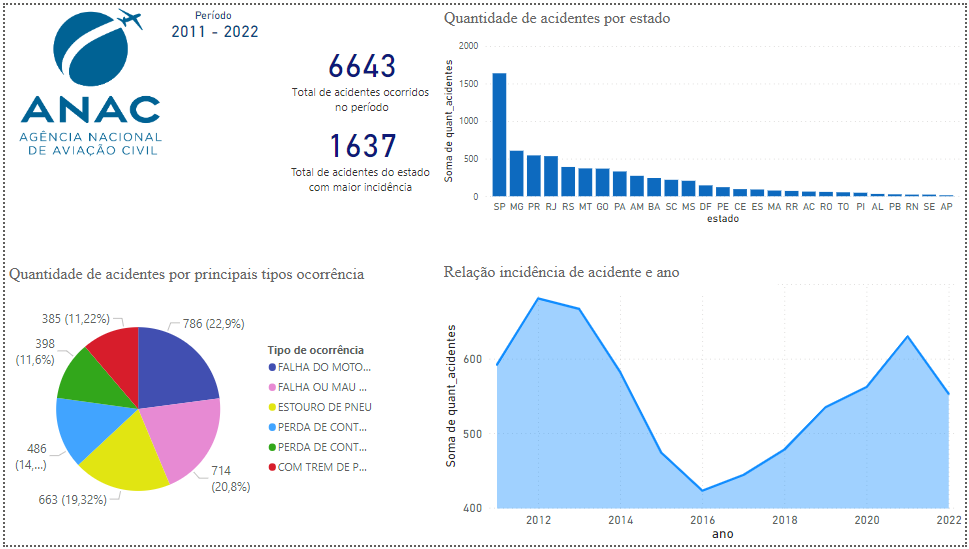 ANAC
AGÊNCIA NACIONAL
DE AVIAÇÃO CIVIL
Período
2011 - 2022
6643
Total de acidentes ocorridos
no período
1637
Total de acidentes do estado
com maior incidência
Quantidade de acidentes por estado
Soma de quant_acidentes
2000
1500
1000
500
0
SP MG PR RJ RS MT GO PA AM BA SC MS DF PE CE ES MA RR AC RO TO PI AL PB RN SE AP
estado
Quantidade de acidentes por principais tipos ocorrência
385 (11,22%)
786 (22,9%)
398
(11,6%)
486
(14,...)
714
(20,8%)
663 (19,32%)
Tipo de ocorrência
FALHA DO MOTO...
FALHA OU MAU ...
ESTOURO DE PNEU
PERDA DE CONT...
PERDA DE CONT...
COM TREM DE P...
Relação incidência de acidente e ano
Soma de quant_acidentes
600
500
400
2012 2014 2016 2018 2020 2022
ano